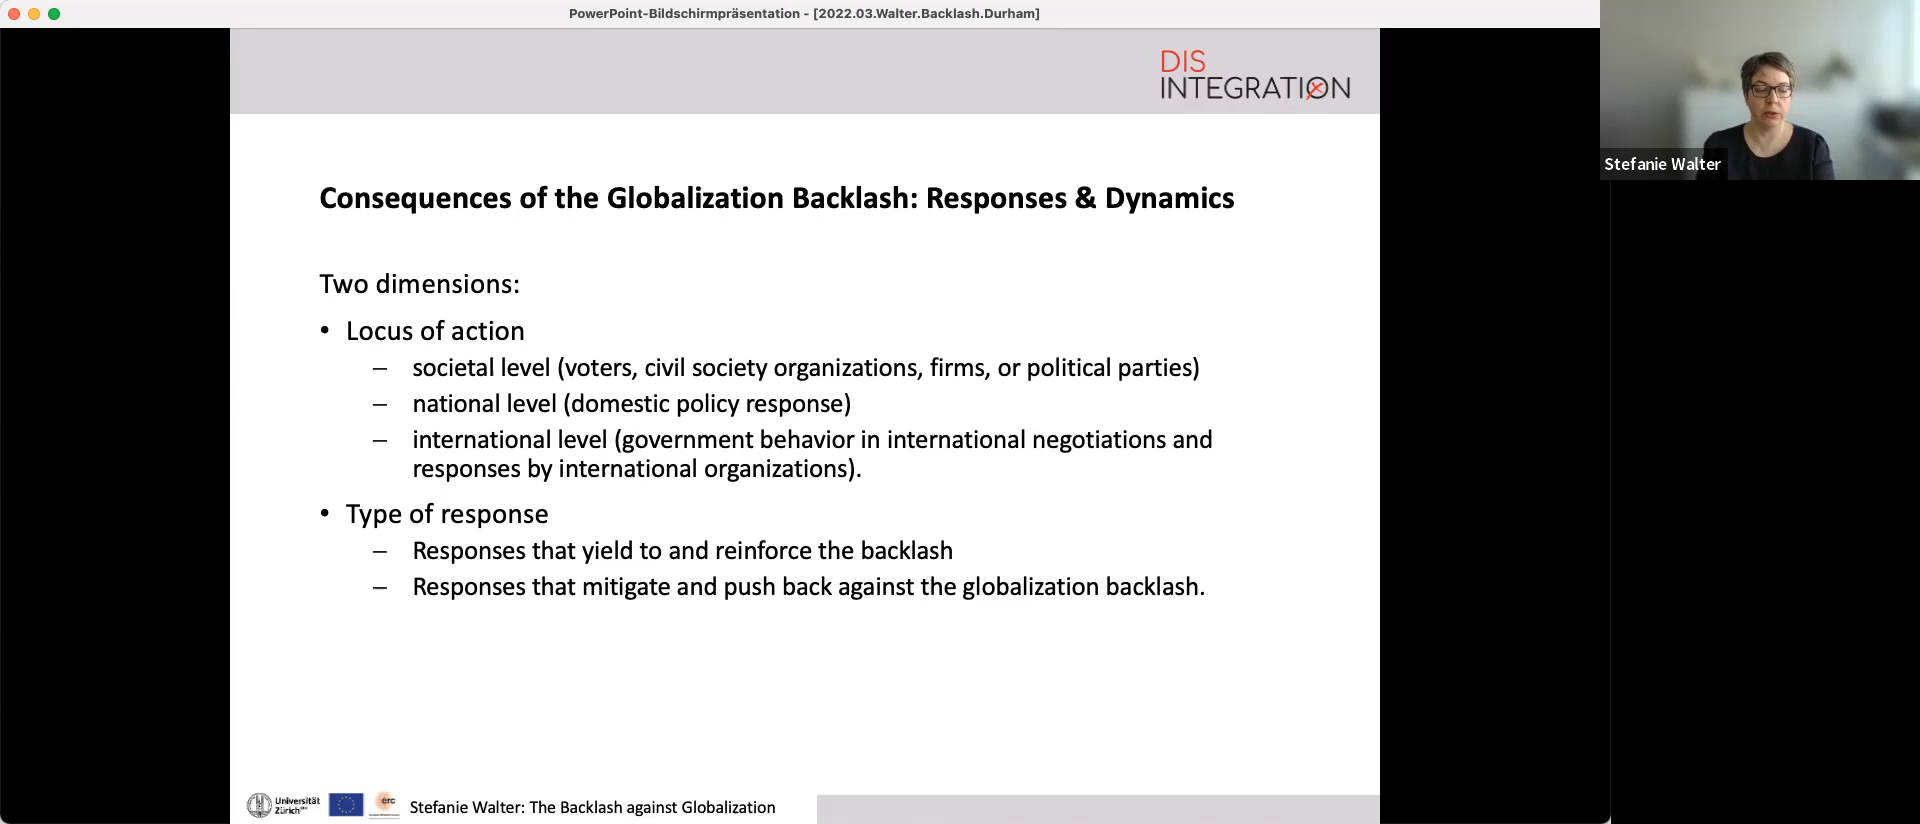 PowerPoint-Bildschirmpräsentation - [2022.03.Walter.Backlash.Durham]
DIS
INTEGRATION
Stefanie Walter
Consequences of the Globalization Backlash: Responses & Dynamics
Two dimensions:
• Locus of action
– societal level (voters, civil society organizations, firms, or political parties)
– national level (domestic policy response)
– international level (government behavior in international negotiations and
responses by international organizations).
• Type of response
– Responses that yield to and reinforce the backlash
– Responses that mitigate and push back against the globalization backlash.
Universität
Zürich
erc
Stefanie Walter: The Backlash against Globalization